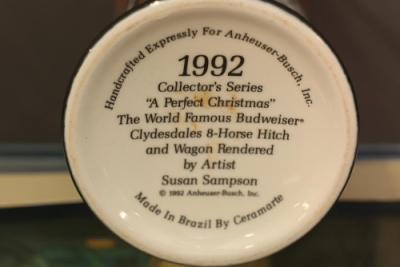 Handcrafted Expressly For Anheuser-Busch, Inc.
1992
Collector's Series
"A Perfect Christmas"
The World Famous Budweiser®
Clydesdales 8-Horse Hitch
and Wagon Rendered
by Artist
Susan Sampson
© 1992 Anheuser-Busch, Inc.
Made In Brazil By Ceramarte